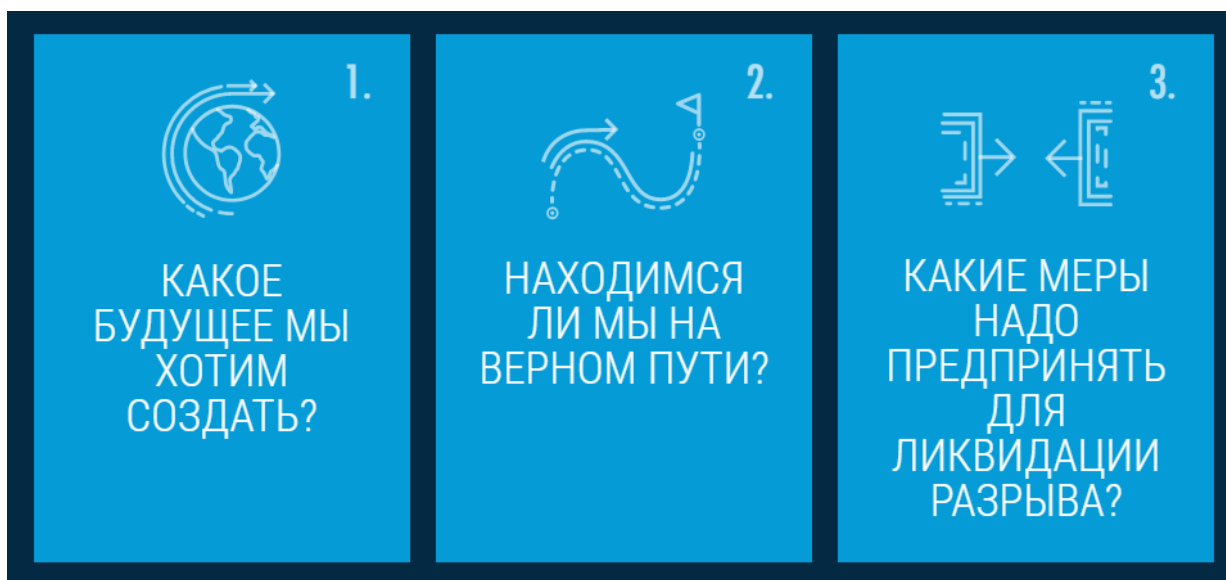 1.
КАКОЕ
БУДУЩЕЕ МЫ
ХОТИМ
СОЗДАТЬ?
2.
НАХОДИМСЯ
ЛИ МЫ НА
ВЕРНОМ ПУТИ?
3.
КАКИЕ МЕРЫ
НАДО
ПРЕДПРИНЯТЬ
ДЛЯ
ЛИКВИДАЦИИ
РАЗРЫВА?